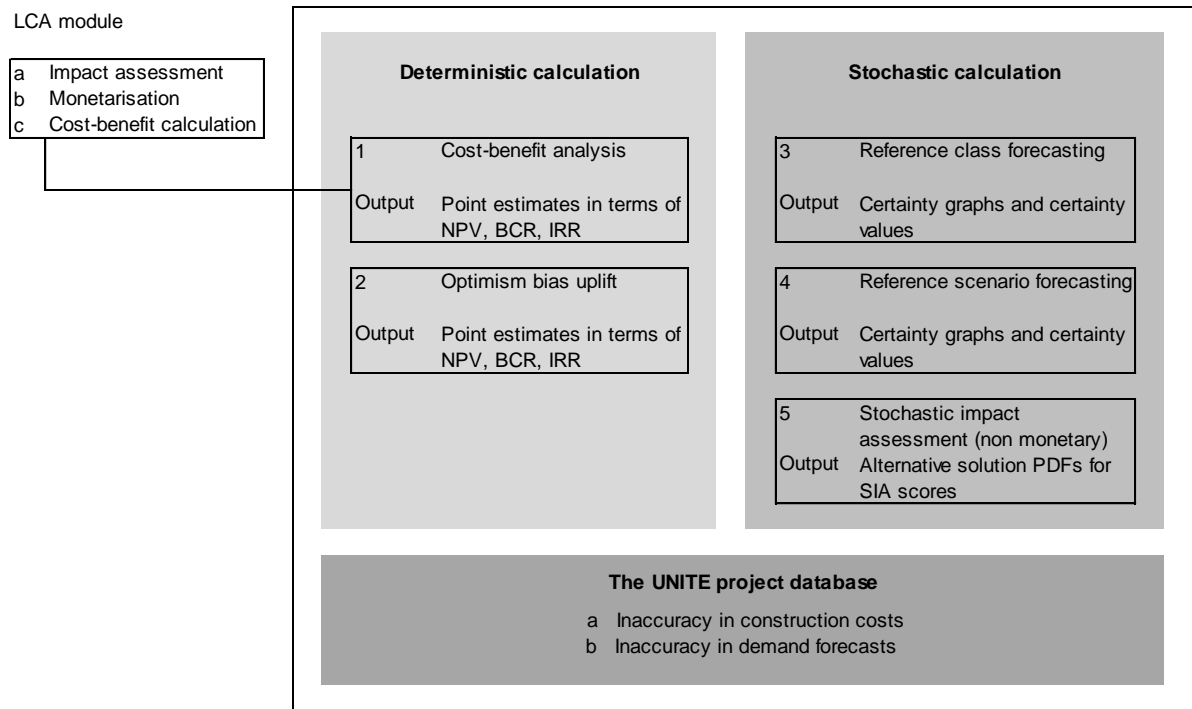 LCA module
a Impact assessment
b Monetarisation
c Cost-benefit calculation
Deterministic calculation
1 Cost-benefit analysis
Output Point estimates in terms of
NPV, BCR, IRR
2 Optimism bias uplift
Output Point estimates in terms of
NPV, BCR, IRR
Stochastic calculation
3 Reference class forecasting
Output Certainty graphs and certainty
values
4 Reference scenario forecasting
Output Certainty graphs and certainty
values
5 Stochastic impact
assessment (non monetary)
Output Alternative solution PDFs for
SIA scores
The UNITE project database
a Inaccuracy in construction costs
b Inaccuracy in demand forecasts